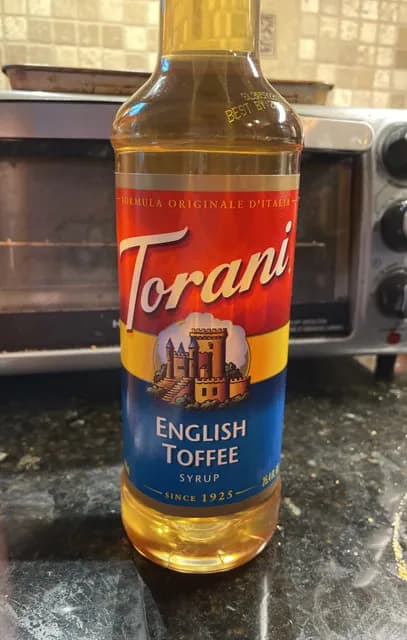 BEST BY
FORMULA ORIGINALE D'ITALIA
Torani
ENGLISH
TOFFEE
SYRUP
SINCE 1925